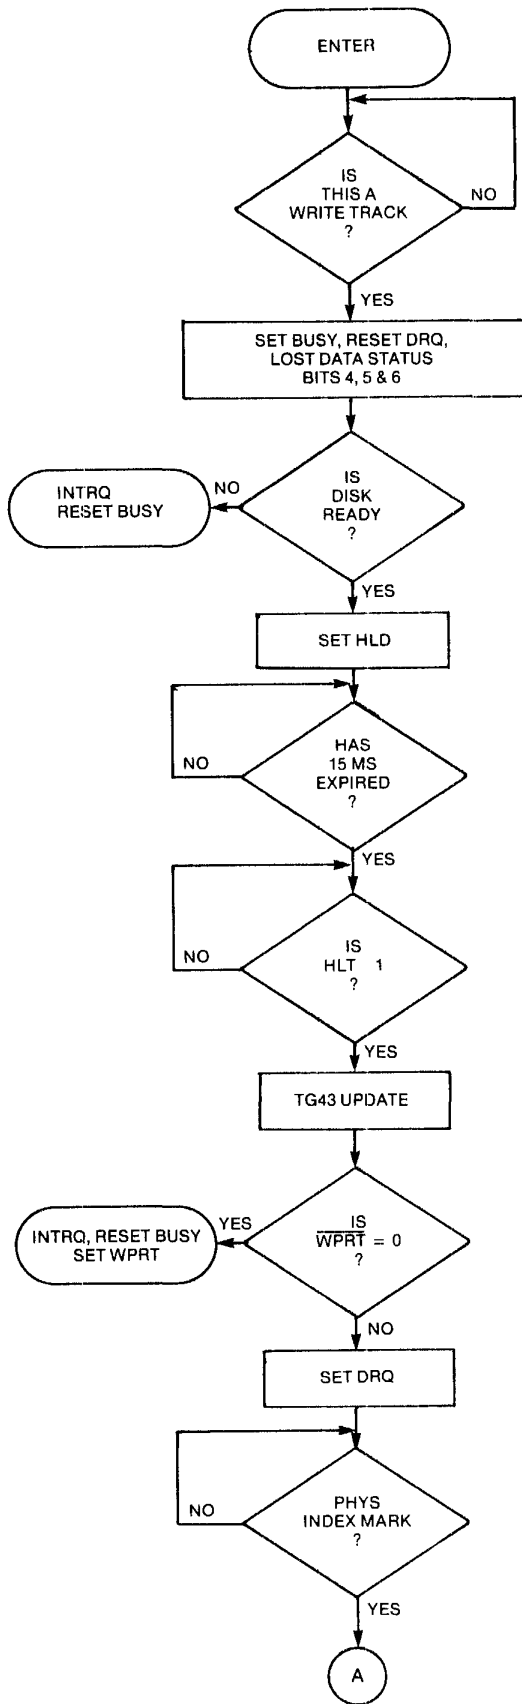 ENTER
IS
THIS A
WRITE TRACK
?
NO
YES
SET BUSY, RESET DRQ,
LOST DATA STATUS
BITS 4, 5 & 6
IS
DISK
READY
?
NO
INTRQ
RESET BUSY
YES
SET HLD
HAS
15 MS
EXPIRED
?
NO
YES
IS
HLT 1
?
NO
YES
TG43 UPDATE
IS
WPRT = 0
?
YES
INTRQ, RESET BUSY
SET WPRT
NO
SET DRQ
PHYS
INDEX MARK
?
NO
YES
A